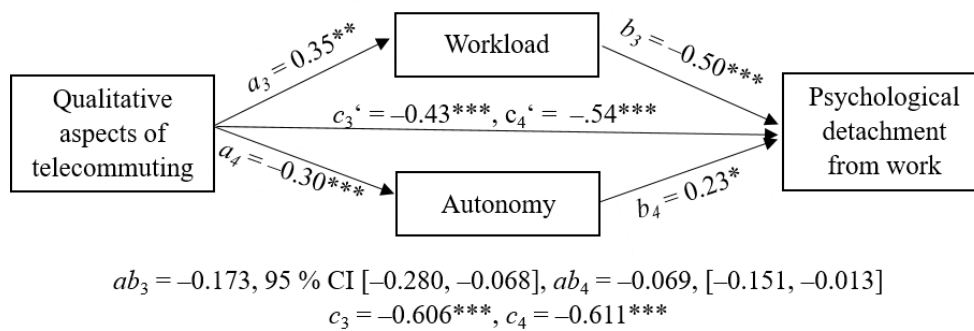 Workload
a₃ = 0.35**
b₃ = –0.50***
Qualitative
aspects of
telecommuting
c₃‘ = –0.43***, c₄‘ = –.54***
Psychological
detachment
from work
a₄ = –0.30***
Autonomy
b₄ = 0.23*
ab₃ = –0.173, 95 % CI [–0.280, –0.068], ab₄ = –0.069, [–0.151, –0.013]
c₃ = –0.606***, c₄ = –0.611***